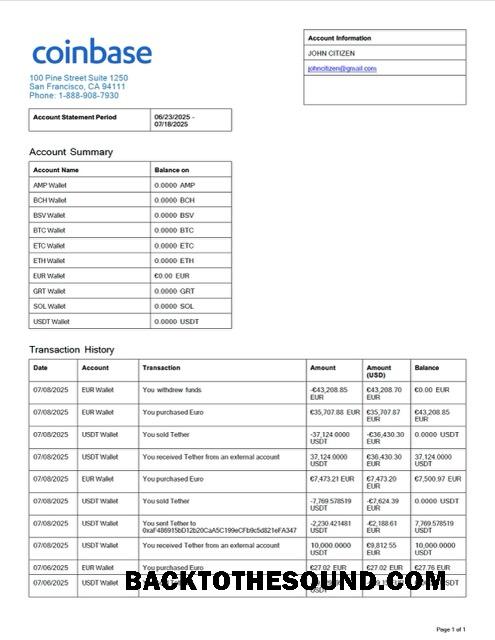 coinbase
100 Pine Street Suite 1250
San Francisco, CA 94111
Phone: 1-888-908-7930
Account Information
JOHN CITIZEN
johncitizen@gmail.com
Account Statement Period 06/23/2025 -
07/18/2025
Account Summary
Account Name Balance on
AMP Wallet 0.0000 AMP
BCH Wallet 0.0000 BCH
BSV Wallet 0.0000 BSV
BTC Wallet 0.0000 BTC
ETC Wallet 0.0000 ETC
ETH Wallet 0.0000 ETH
EUR Wallet €0.00 EUR
GRT Wallet 0.0000 GRT
SOL Wallet 0.0000 SOL
USDT Wallet 0.0000 USDT
Transaction History
Date Account Transaction Amount Amount Balance
(USD)
07/08/2025 EUR Wallet You withdrew funds -€43,208.85 €43,208.70 €0.00 EUR
EUR EUR
07/08/2025 EUR Wallet You purchased Euro €35,707.88 EUR €35,707.87 €43,208.85
EUR EUR
07/08/2025 USDT Wallet You sold Tether -37,124.0000 -€36,430.30 0.0000 USDT
USDT EUR
07/08/2025 USDT Wallet You received Tether from an external account 37,124.0000 €36,430.30 37,124.0000
USDT EUR USDT
07/08/2025 EUR Wallet You purchased Euro €7,473.21 EUR €7,473.20 €7,500.97 EUR
EUR
07/08/2025 USDT Wallet You sold Tether -7,769.578519 -€7,624.39 0.0000 USDT
USDT EUR
07/08/2025 USDT Wallet You sent Tether to -2,230.421481 -€2,188.61 7,769.578519
0xaF486915bD12b20CaA5C199eCFb9c5d821eFA347 USDT EUR USDT
07/08/2025 USDT Wallet You received Tether from an external account 10,000.0000 €9,812.55 10,000.0000
USDT EUR USDT
07/06/2025 EUR Wallet You purchased Euro €27.02 EUR €27.02 €27.76 EUR
EUR
07/06/2025 USDT Wallet
BACKTOTHESOUND.COM
Page 1 of 1